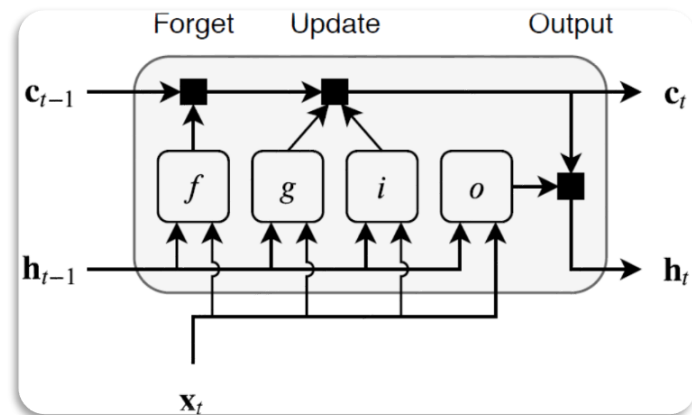 Forget Update Output
c_{t−1} c_t
f g i o
h_{t−1} h_t
x_t